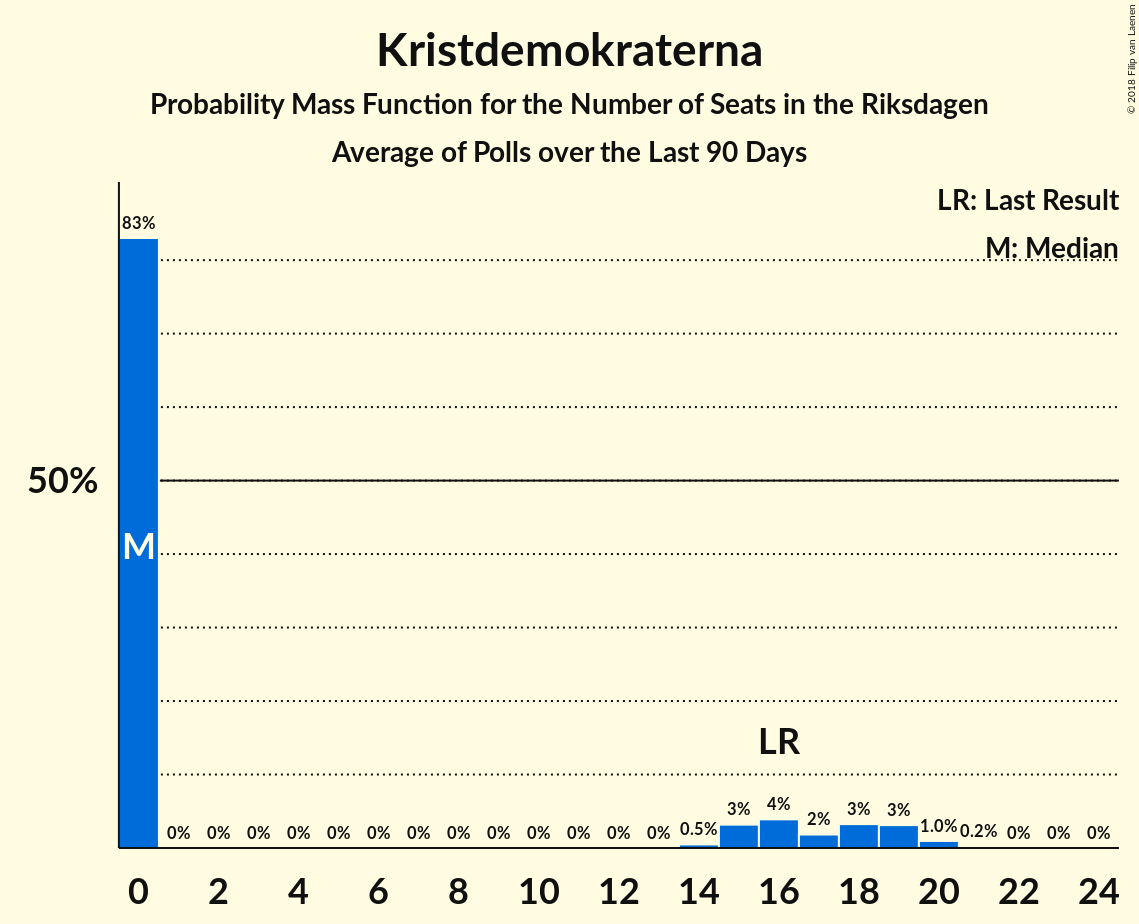 Kristdemokraterna
Probability Mass Function for the Number of Seats in the Riksdagen
Average of Polls over the Last 90 Days
© 2018 Filip van Laenen
LR: Last Result
M: Median
83%
50%
M
LR
0% 0% 0% 0% 0% 0% 0% 0% 0% 0% 0% 0% 0% 0.5% 3% 4% 2% 3% 3% 1.0% 0.2% 0% 0% 0%
0 2 4 6 8 10 12 14 16 18 20 22 24